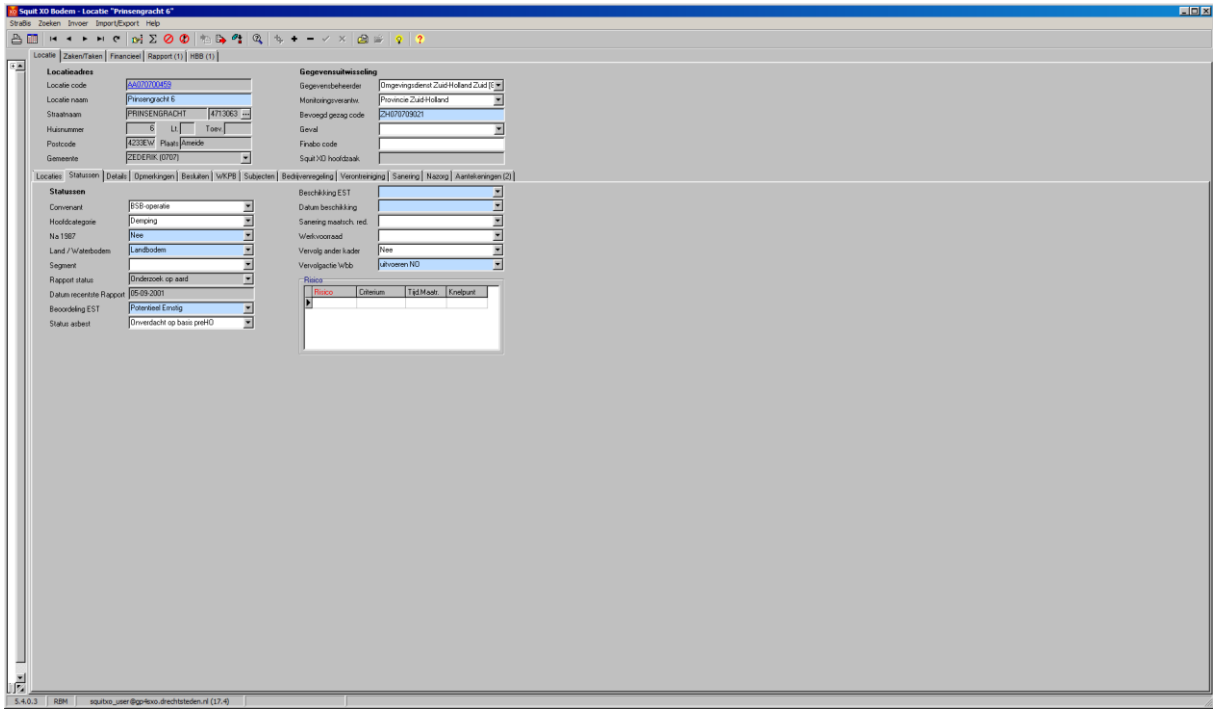 Squit XO Bodem - Locatie "Prinsengracht 6"
StraBis Zoeken Invoer Import/Export Help
Locatie Zaken/Taken Financieel Rapport (1) HBB (1)
Locatieadres Gegevensuitwisseling
Locatie code AA070700459 Gegevensbeheerder Omgevingsdienst Zuid-Holland Zuid
Locatie naam Prinsengracht 6 Monitoringsverantw. Provincie Zuid-Holland
Straatnaam PRINSENGRACHT 4713063 ... Bevoegd gezag code ZH070709021
Huisnummer 6 Lt. Toev. Geval
Postcode 4233EW Plaats Ameide Finabo code
Gemeente ZEDERIK (0707) Squit XO hoofdzaak
Locaties Statussen Details Opmerkingen Besluiten WKPB Subjecten Bedrijvenregeling Verontreiniging Sanering Nazorg Aantekeningen (2)
Statussen Beschikking EST
Convenant BSB-operatie Datum beschikking
Hoofdcategorie Demping Sanering maatsch. red.
Na 1987 Nee Werkvoorraad
Land / Waterbodem Landbodem Vervolg ander kader Nee
Segment Vervolgactie Wbb uitvoeren NO
Rapport status Onderzoek op aard Risico
Datum recentste Rapport 05-09-2001 Risico Criterium Tijd.Maatr. Knelpunt
Beoordeling EST Potentieel Ernstig
Status asbest Onverdacht op basis preHO
5.4.0.3 RBM squitxo_user@gp4sxo.drechtsteden.nl (17.4)